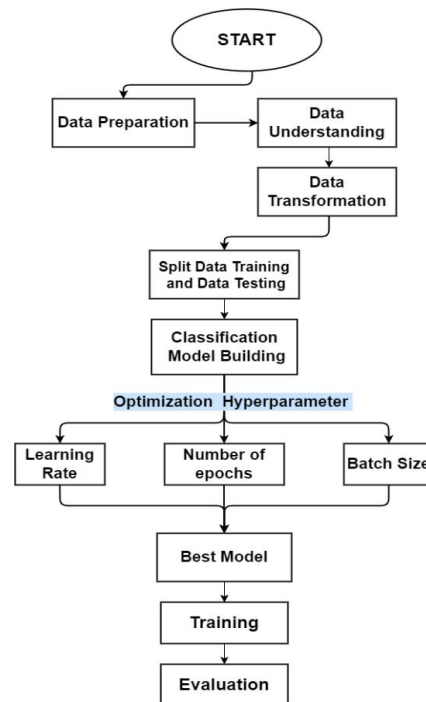 START
Data Preparation
Data
Understanding
Data
Transformation
Split Data Training
and Data Testing
Classification
Model Building
Optimization Hyperparameter
Learning
Rate
Number of
epochs
Batch Size
Best Model
Training
Evaluation